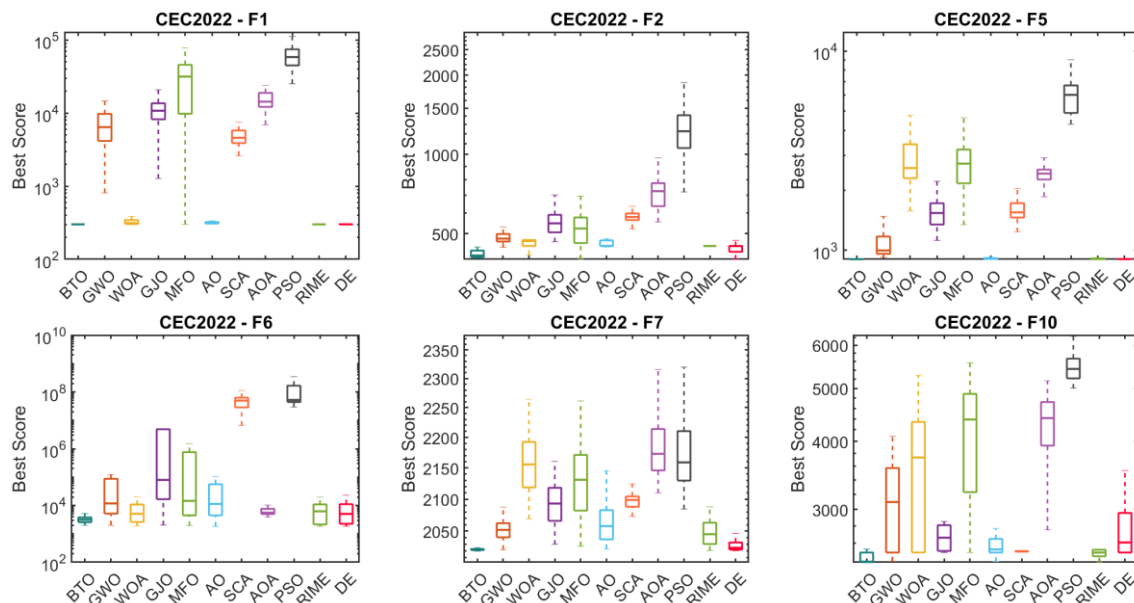 CEC2022 - F1
Best Score
10^5
10^4
10^3
10^2
BTO
GWO
WOA
GJO
MFO
AO
SCA
AOA
PSO
RIME
DE
CEC2022 - F2
Best Score
2500
2000
1500
1000
500
BTO
GWO
WOA
GJO
MFO
AO
SCA
AOA
PSO
RIME
DE
CEC2022 - F5
Best Score
10^4
10^3
BTO
GWO
WOA
GJO
MFO
AO
SCA
AOA
PSO
RIME
DE
CEC2022 - F6
Best Score
10^10
10^8
10^6
10^4
10^2
BTO
GWO
WOA
GJO
MFO
AO
SCA
AOA
PSO
RIME
DE
CEC2022 - F7
Best Score
2350
2300
2250
2200
2150
2100
2050
BTO
GWO
WOA
GJO
MFO
AO
SCA
AOA
PSO
RIME
DE
CEC2022 - F10
Best Score
6000
5000
4000
3000
BTO
GWO
WOA
GJO
MFO
AO
SCA
AOA
PSO
RIME
DE